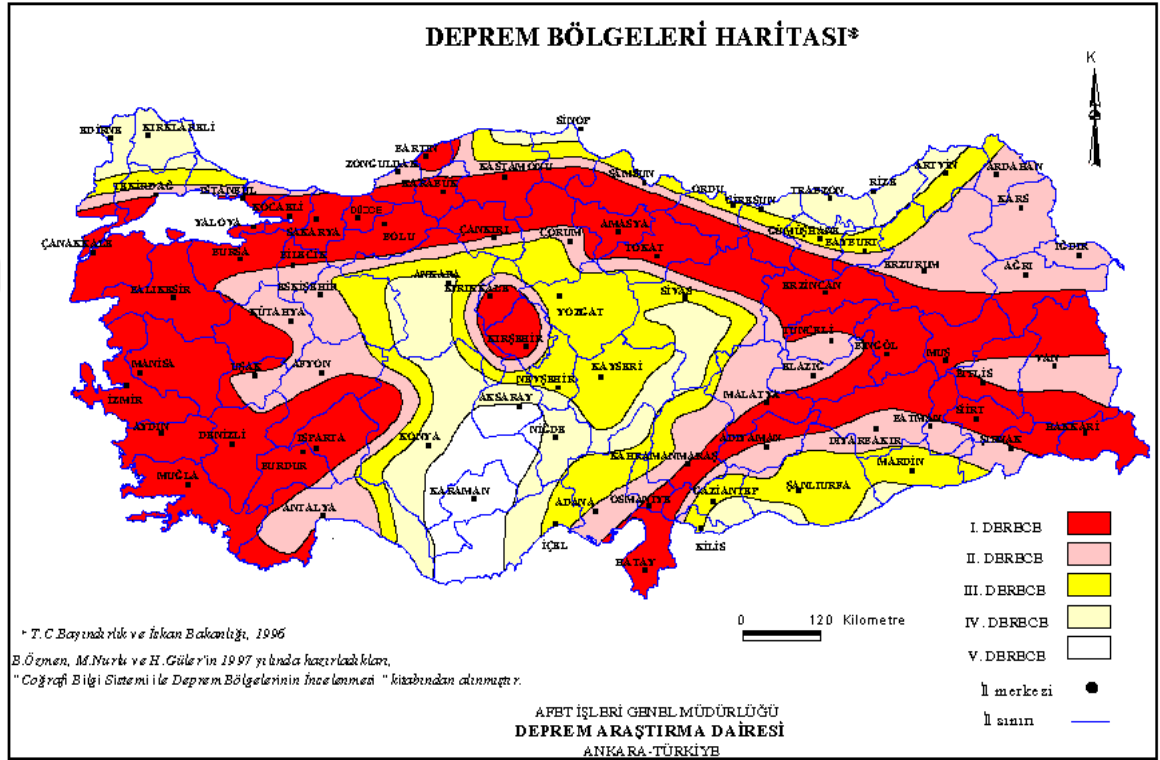 DEPREM BÖLGELERİ HARİTASI*
K
SİNOP
EDİRNE
KIRKLARELİ
BARTIN
ZONGULDAK
KASTAMONU
ARTVİN
ARDAHAN
TEKİRDAĞ
İSTANBUL
KARABÜK
SAMSUN
ORDU
GİRESUN
TRABZON
RİZE
KARS
KOCAELİ
YALOVA
SAKARYA
DÜZCE
BOLU
ÇANKIRI
ÇORUM
AMASYA
TOKAT
GÜMÜŞHANE
BAYBURT
IĞDIR
ÇANAKKALE
BURSA
BİLECİK
ERZURUM
AĞRI
ANKARA
KIRIKKALE
ESKİŞEHİR
BALIKESİR
KÜTAHYA
YOZGAT
SİVAS
ERZİNCAN
TUNCELİ
BİNGÖL
MUŞ
VAN
KIRŞEHİR
MANİSA
UŞAK
AFYON
NEVŞEHİR
KAYSERİ
ELAZIĞ
BİTLİS
İZMİR
AKSARAY
MALATYA
SİİRT
BATMAN
AYDIN
DENİZLİ
ISPARTA
KONYA
NİĞDE
ADIYAMAN
DİYARBAKIR
ŞIRNAK
HAKKARİ
BURDUR
KAHRAMANMARAŞ
MARDİN
MUĞLA
KARAMAN
ADANA
OSMANİYE
GAZİANTEP
ŞANLIURFA
ANTALYA
İÇEL
KİLİS
HATAY
I. DERECE
II. DERECE
III. DERECE
IV. DERECE
V. DERECE
İl merkezi
İl sınırı
0 120 Kilometre
* T.C.Bayındırlık ve İskan Bakanlığı, 1996
B.Özmen, M.Nurlu ve H.Güler'in 1997 yılında hazırladıkları,
"Coğrafi Bilgi Sistemi ile Deprem Bölgelerinin İncelenmesi " kitabından alınmıştır.
AFET İŞLERİ GENEL MÜDÜRLÜĞÜ
DEPREM ARAŞTIRMA DAİRESİ
ANKARA-TÜRKİYE